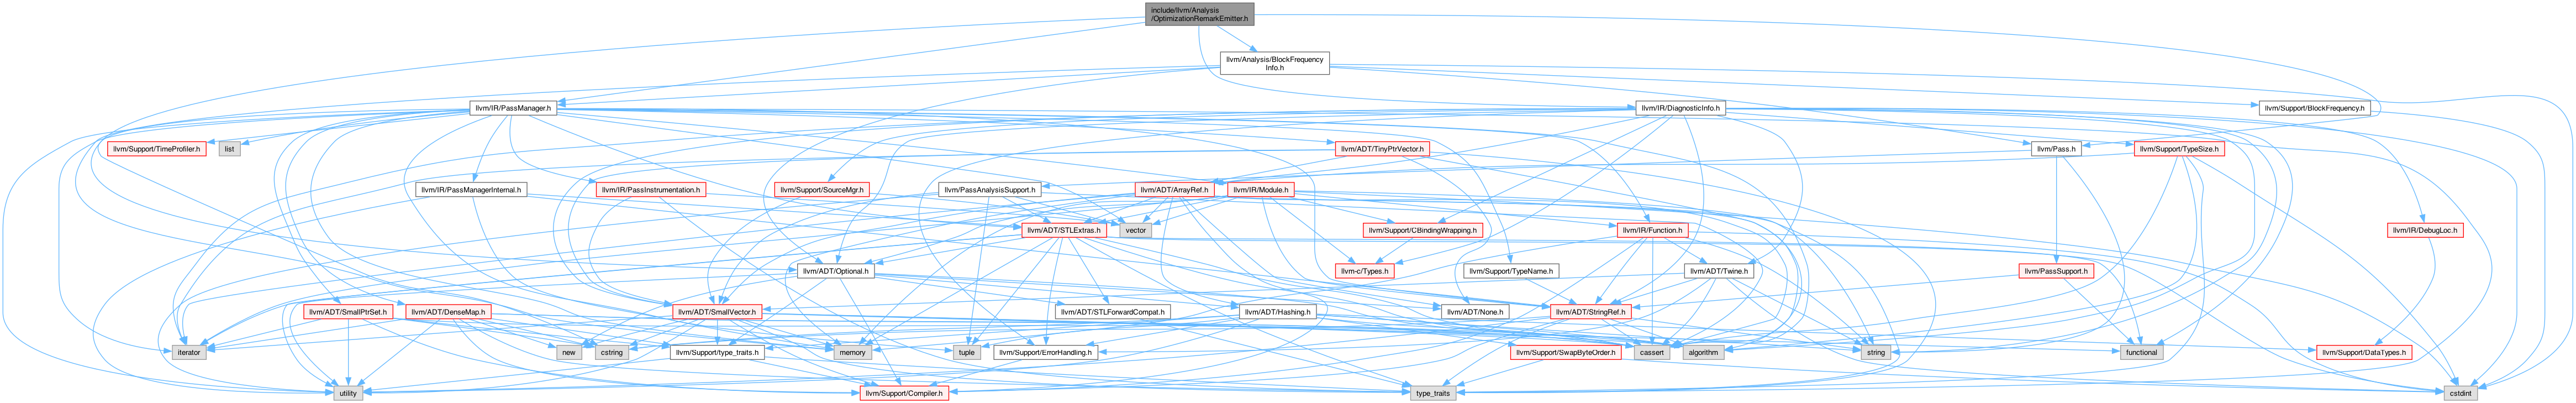 include/llvm/Analysis
/OptimizationRemarkEmitter.h
llvm/Analysis/BlockFrequency
Info.h
llvm/IR/PassManager.h
llvm/IR/DiagnosticInfo.h
llvm/Support/BlockFrequency.h
llvm/Support/TimeProfiler.h
list
llvm/ADT/TinyPtrVector.h
llvm/Pass.h
llvm/Support/TypeSize.h
llvm/IR/PassManagerInternal.h
llvm/IR/PassInstrumentation.h
llvm/Support/SourceMgr.h
llvm/PassAnalysisSupport.h
llvm/ADT/ArrayRef.h
llvm/IR/Module.h
llvm/ADT/STLExtras.h
vector
llvm/Support/CBindingWrapping.h
llvm/IR/Function.h
llvm/IR/DebugLoc.h
llvm/ADT/Optional.h
llvm-c/Types.h
llvm/Support/TypeName.h
llvm/ADT/Twine.h
llvm/PassSupport.h
llvm/ADT/SmallPtrSet.h
llvm/ADT/DenseMap.h
llvm/ADT/SmallVector.h
llvm/ADT/STLForwardCompat.h
llvm/ADT/Hashing.h
llvm/ADT/None.h
llvm/ADT/StringRef.h
iterator
new
cstring
llvm/Support/type_traits.h
memory
tuple
llvm/Support/ErrorHandling.h
cassert
llvm/Support/SwapByteOrder.h
algorithm
string
functional
llvm/Support/DataTypes.h
utility
llvm/Support/Compiler.h
type_traits
cstdint